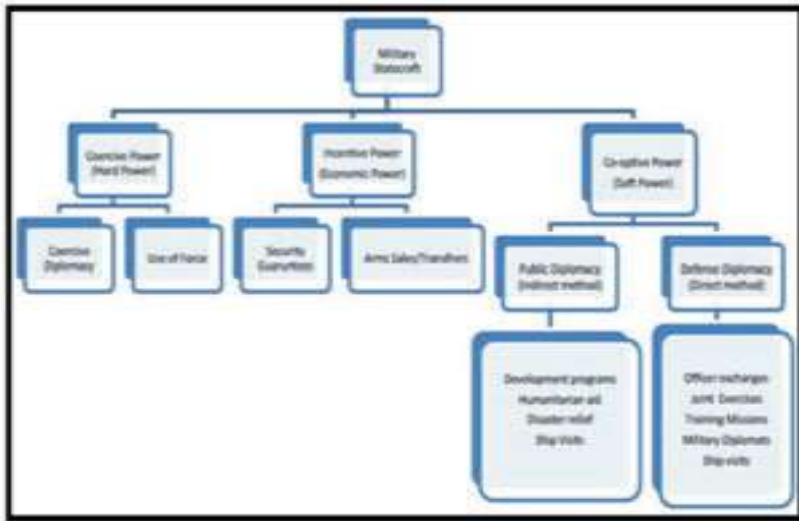 Military
Statecraft
Coercive Power
(Hard Power)
Incentive Power
(Economic Power)
Co-optive Power
(Soft Power)
Coercive
Diplomacy
Use of Force
Security
Guarantees
Arms Sales/Transfers
Public Diplomacy
(Indirect method)
Defense Diplomacy
(Direct method)
Development programs
Humanitarian aid
Disaster relief
Ship Visits
Officer exchanges
Joint Exercises
Training Missions
Military Diplomats
Ship visits